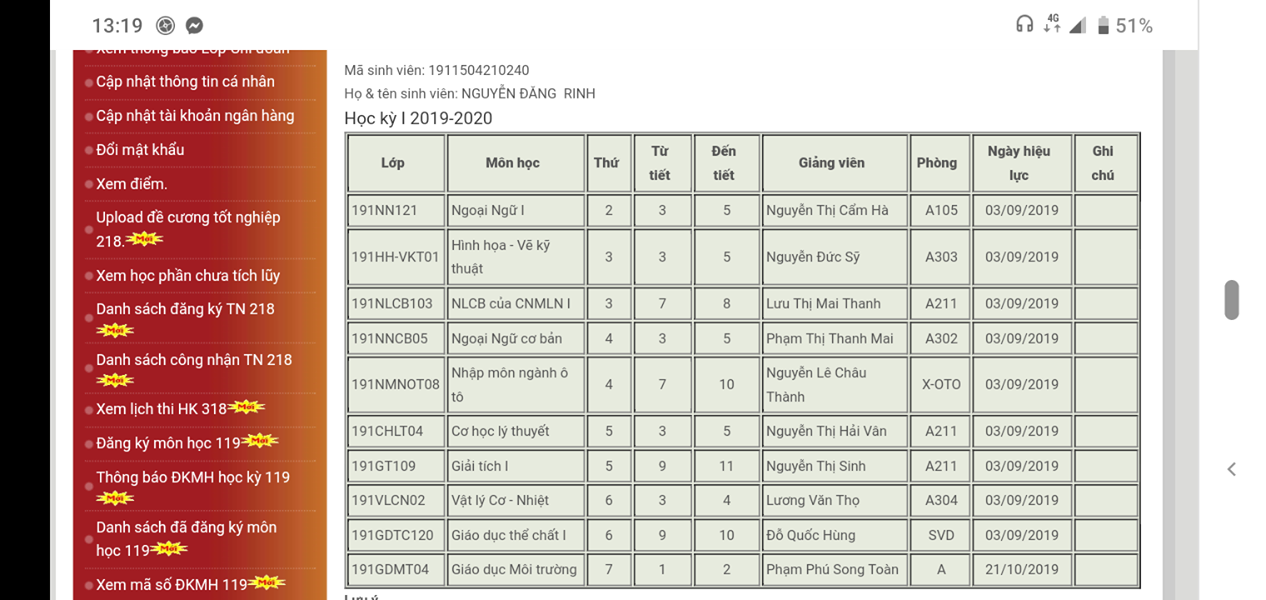 13:19
4G
51%
Xem thông báo Lớp Ghi đoàn
Cập nhật thông tin cá nhân
Cập nhật tài khoản ngân hàng
Đổi mật khẩu
Xem điểm.
Upload đề cương tốt nghiệp
218. Mới
Xem học phần chưa tích lũy
Danh sách đăng ký TN 218
Mới
Danh sách công nhận TN 218
Mới
Xem lịch thi HK 318 Mới
Đăng ký môn học 119 Mới
Thông báo ĐKMH học kỳ 119
Mới
Danh sách đã đăng ký môn
học 119 Mới
Xem mã số ĐKMH 119 Mới
Mã sinh viên: 1911504210240
Họ & tên sinh viên: NGUYỄN ĐĂNG RINH
Học kỳ I 2019-2020
Lớp Môn học Thứ Từ tiết Đến tiết Giảng viên Phòng Ngày hiệu lực Ghi chú
191NN121 Ngoại Ngữ I 2 3 5 Nguyễn Thị Cẩm Hà A105 03/09/2019
191HH-VKT01 Hình họa - Vẽ kỹ thuật 3 3 5 Nguyễn Đức Sỹ A303 03/09/2019
191NLCB103 NLCB của CNMLN I 3 7 8 Lưu Thị Mai Thanh A211 03/09/2019
191NNCB05 Ngoại Ngữ cơ bản 4 3 5 Phạm Thị Thanh Mai A302 03/09/2019
191NMNOT08 Nhập môn ngành ô tô 4 7 10 Nguyễn Lê Châu Thành X-OTO 03/09/2019
191CHLT04 Cơ học lý thuyết 5 3 5 Nguyễn Thị Hải Vân A211 03/09/2019
191GT109 Giải tích I 5 9 11 Nguyễn Thị Sinh A211 03/09/2019
191VLCN02 Vật lý Cơ - Nhiệt 6 3 4 Lương Văn Thọ A304 03/09/2019
191GDTC120 Giáo dục thể chất I 6 9 10 Đỗ Quốc Hùng SVD 03/09/2019
191GDMT04 Giáo dục Môi trường 7 1 2 Phạm Phú Song Toàn A 21/10/2019
Lưu ý